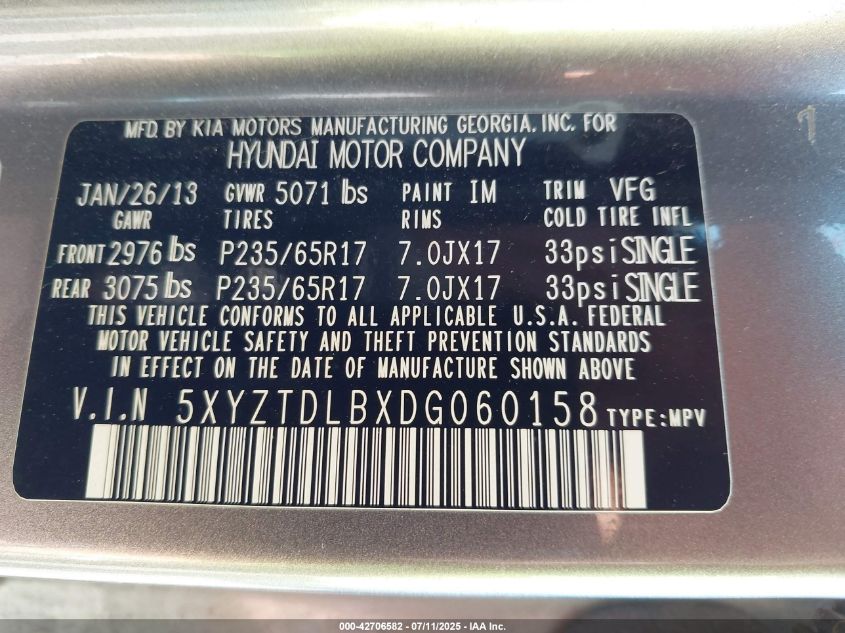 MFD. BY KIA MOTORS MANUFACTURING GEORGIA, INC. FOR
HYUNDAI MOTOR COMPANY
JAN/26/13 GVWR 5071 lbs PAINT IM TRIM VFG
GAWR TIRES RIMS COLD TIRE INFL
FRONT 2976 lbs P235/65R17 7.0JX17 33psi SINGLE
REAR 3075 lbs P235/65R17 7.0JX17 33psi SINGLE
THIS VEHICLE CONFORMS TO ALL APPLICABLE U.S.A. FEDERAL
MOTOR VEHICLE SAFETY AND THEFT PREVENTION STANDARDS
IN EFFECT ON THE DATE OF MANUFACTURE SHOWN ABOVE
V.I.N 5XYZTDLBXDG060158 TYPE:MPV
000-42706582 - 07/11/2025 - IAA Inc.